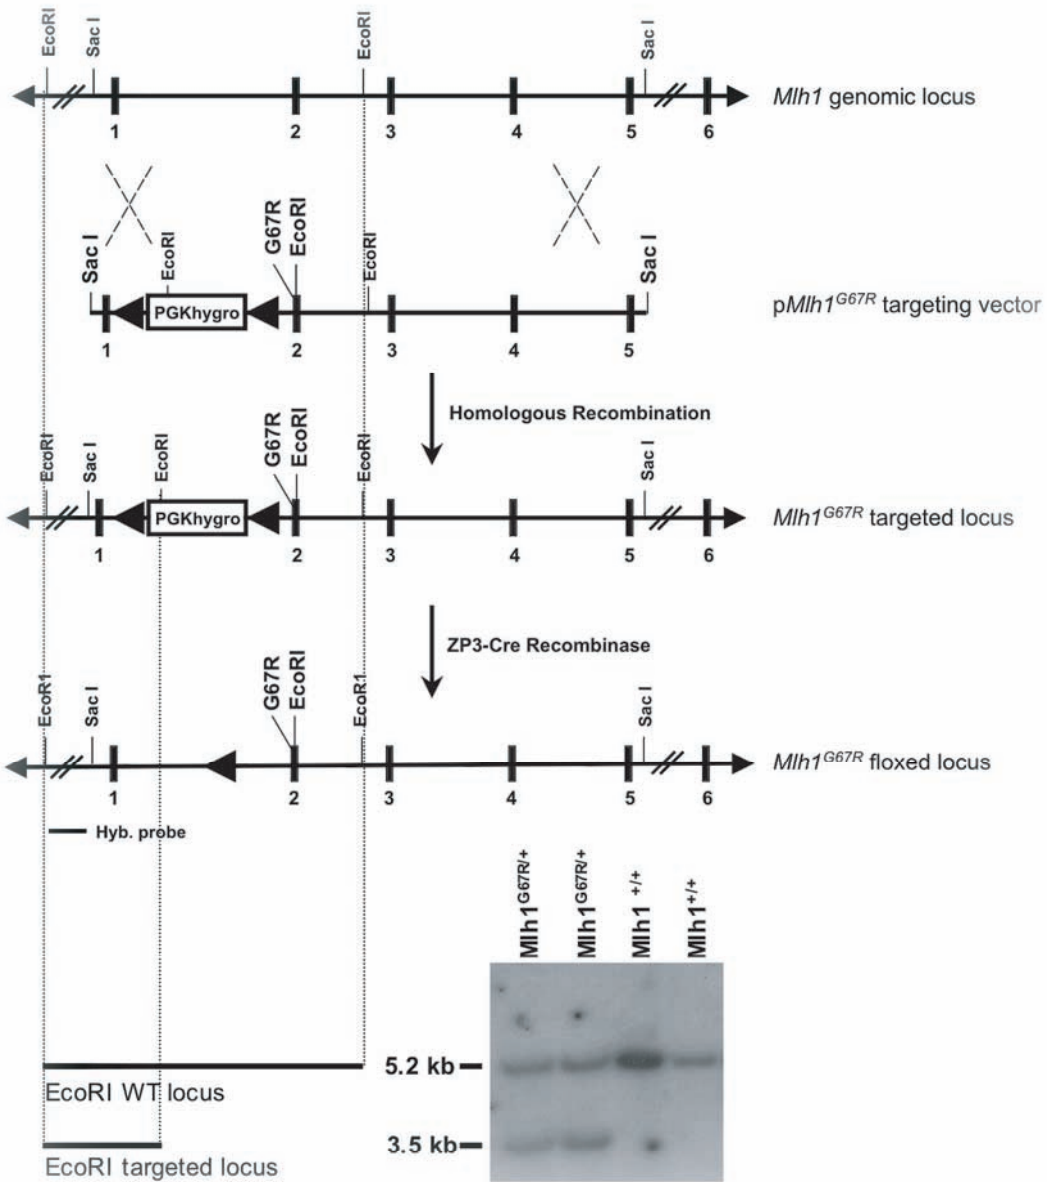 EcoRI
Sac I
EcoRI
Sac I
Mlh1 genomic locus
1 2 3 4 5 6
Sac I
EcoRI
G67R
EcoRI
EcoRI
Sac I
PGKhygro
pMlh1G67R targeting vector
1 2 3 4 5
Homologous Recombination
EcoRI
Sac I
EcoRI
G67R
EcoRI
EcoRI
Sac I
PGKhygro
Mlh1G67R targeted locus
1 2 3 4 5 6
ZP3-Cre Recombinase
EcoR1
Sac I
G67R
EcoRI
EcoR1
Sac I
Mlh1G67R floxed locus
1 2 3 4 5 6
Hyb. probe
Mlh1G67R/+
Mlh1G67R/+
Mlh1 +/+
Mlh1+/+
5.2 kb
EcoRI WT locus
3.5 kb
EcoRI targeted locus